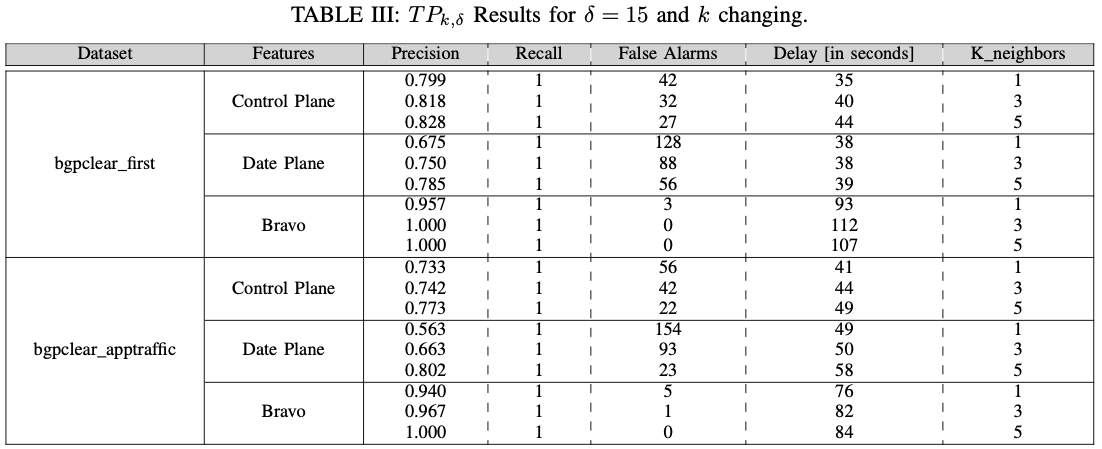 TABLE III: TP_{k,δ} Results for δ = 15 and k changing.
Dataset Features Precision Recall False Alarms Delay [in seconds] K_neighbors
0.799 1 42 35 1
Control Plane 0.818 1 32 40 3
0.828 1 27 44 5
0.675 1 128 38 1
bgpclear_first Date Plane 0.750 1 88 38 3
0.785 1 56 39 5
0.957 1 3 93 1
Bravo 1.000 1 0 112 3
1.000 1 0 107 5
0.733 1 56 41 1
Control Plane 0.742 1 42 44 3
0.773 1 22 49 5
0.563 1 154 49 1
bgpclear_apptraffic Date Plane 0.663 1 93 50 3
0.802 1 23 58 5
0.940 1 5 76 1
Bravo 0.967 1 1 82 3
1.000 1 0 84 5